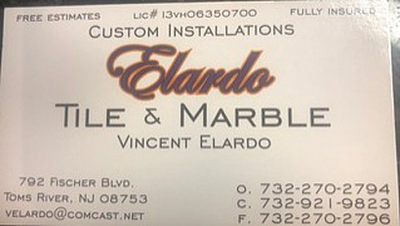 FREE ESTIMATES LIC# 13VH06350700 FULLY INSURED
CUSTOM INSTALLATIONS
Elardo
TILE & MARBLE
VINCENT ELARDO
792 FISCHER BLVD.
TOMS RIVER, NJ 08753
VELARDO@COMCAST.NET
O. 732-270-2794
C. 732-921-9823
F. 732-270-2796